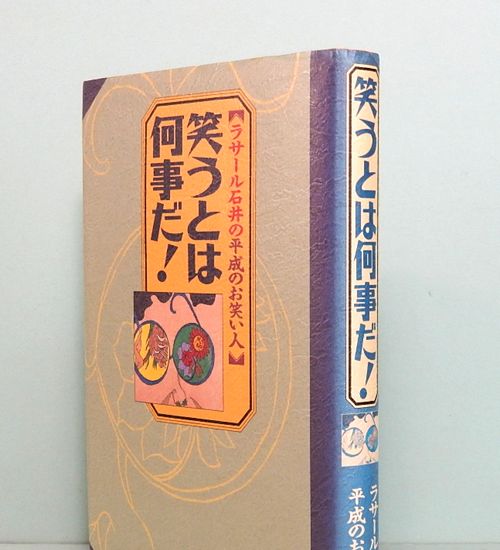 笑うとは
何事だ!
《ラサール石井の平成のお笑い人》
笑うとは何事だ!
ラサール
平成のお